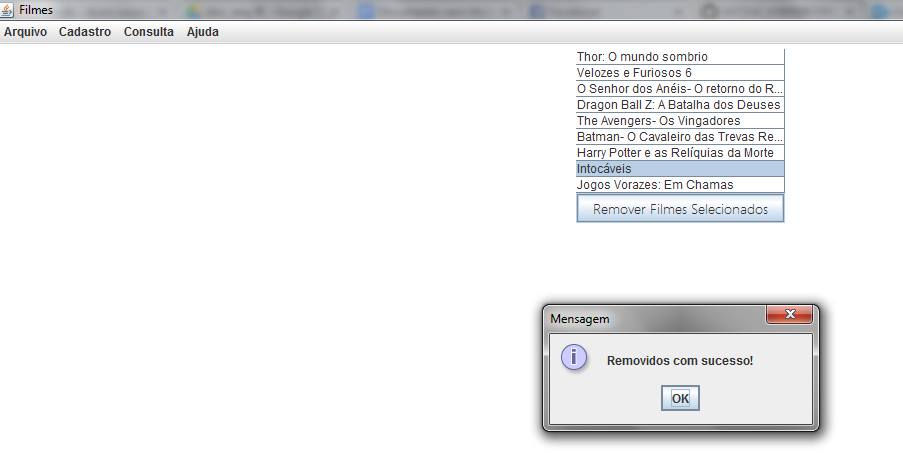 Filmes
Arquivo Cadastro Consulta Ajuda
Thor: O mundo sombrio
Velozes e Furiosos 6
O Senhor dos Anéis- O retorno do R...
Dragon Ball Z: A Batalha dos Deuses
The Avengers- Os Vingadores
Batman- O Cavaleiro das Trevas Re...
Harry Potter e as Relíquias da Morte
Intocáveis
Jogos Vorazes: Em Chamas
Remover Filmes Selecionados
Mensagem
Removidos com sucesso!
OK